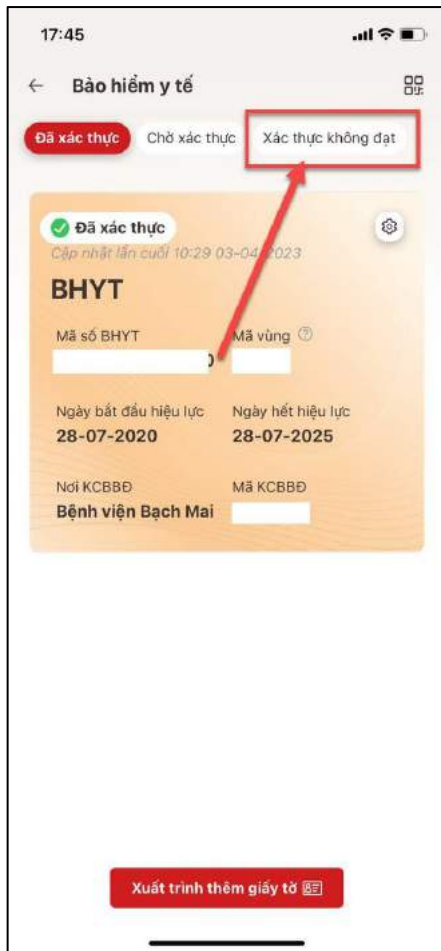 17:45
Bảo hiểm y tế
Đã xác thực Chờ xác thực Xác thực không đạt
Đã xác thực
Cập nhật lần cuối 10:29 03-04-2023
BHYT
Mã số BHYT Mã vùng
Ngày bắt đầu hiệu lực Ngày hết hiệu lực
28-07-2020 28-07-2025
Nơi KCBBĐ Mã KCBBĐ
Bệnh viện Bạch Mai
Xuất trình thêm giấy tờ